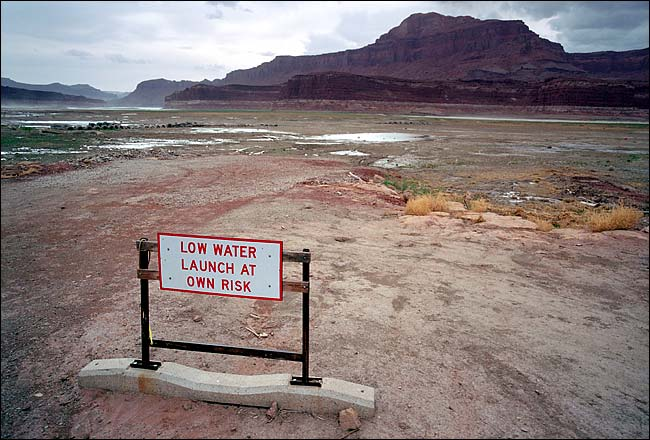 LOW WATER
LAUNCH AT
OWN RISK